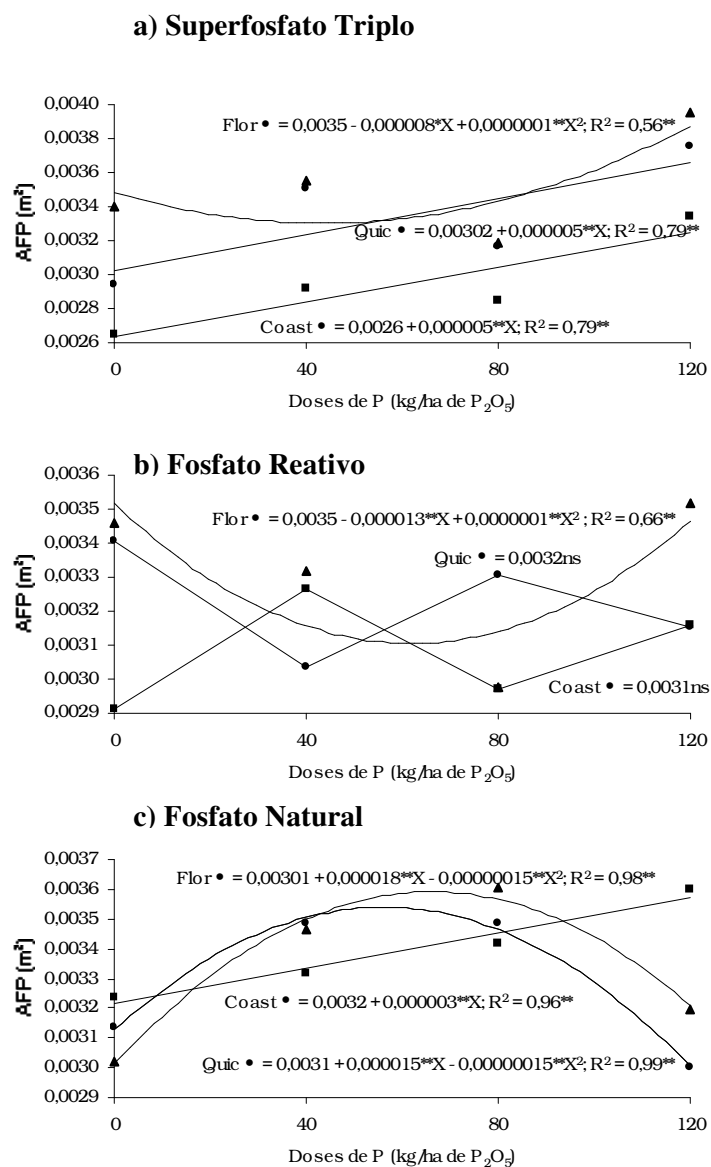 a) Superfosfato Triplo
0,0040
Flor • = 0,0035 - 0,000008*X + 0,0000001**X²; R² = 0,56**
0,0038
0,0036
0,0034
Quic • = 0,00302 + 0,000005**X; R² = 0,79**
0,0032
0,0030
0,0028
Coast • = 0,0026 + 0,000005**X; R² = 0,79**
0,0026
AFP (m²)
0 40 80 120
Doses de P (kg/ha de P₂O₅)
b) Fosfato Reativo
0,0036
0,0035
Flor • = 0,0035 - 0,000013**X + 0,0000001**X²; R² = 0,66**
0,0034
Quic • = 0,0032ns
0,0033
0,0032
0,0031
0,0030
Coast • = 0,0031ns
0,0029
AFP (m²)
0 40 80 120
Doses de P (kg/ha de P₂O₅)
c) Fosfato Natural
0,0037
Flor • = 0,00301 + 0,000018**X - 0,00000015**X²; R² = 0,98**
0,0036
0,0035
0,0034
0,0033
0,0032
Coast • = 0,0032 + 0,000003**X; R² = 0,96**
0,0031
0,0030
Quic • = 0,0031 + 0,000015**X - 0,00000015**X²; R² = 0,99**
0,0029
AFP (m²)
0 40 80 120
Doses de P (kg/ha de P₂O₅)